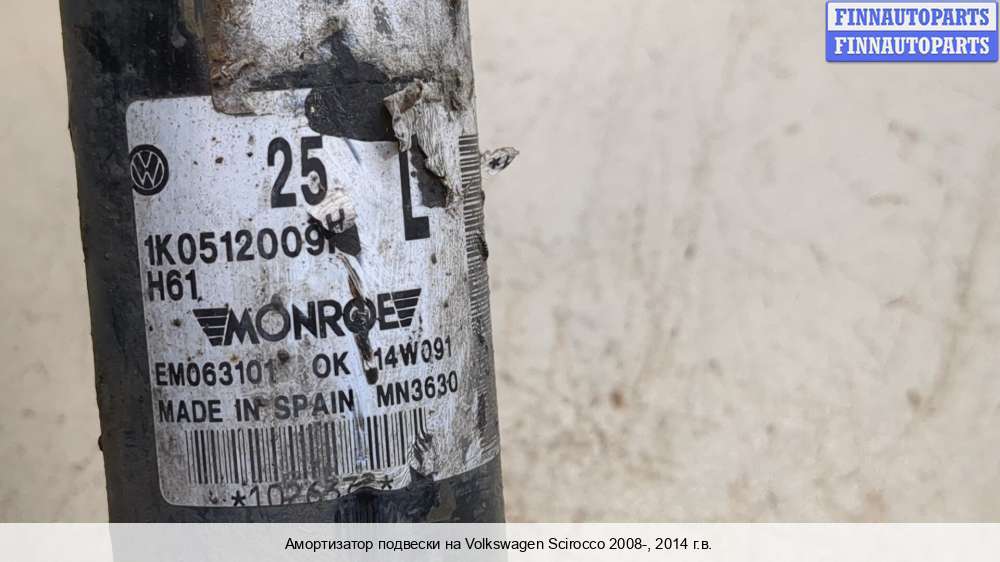 FINNAUTOPARTS
FINNAUTOPARTS
25 L
H61
MONROE
EM063101 OK 14W091
MADE IN SPAIN MN3630
Амортизатор подвески на Volkswagen Scirocco 2008-, 2014 г.в.